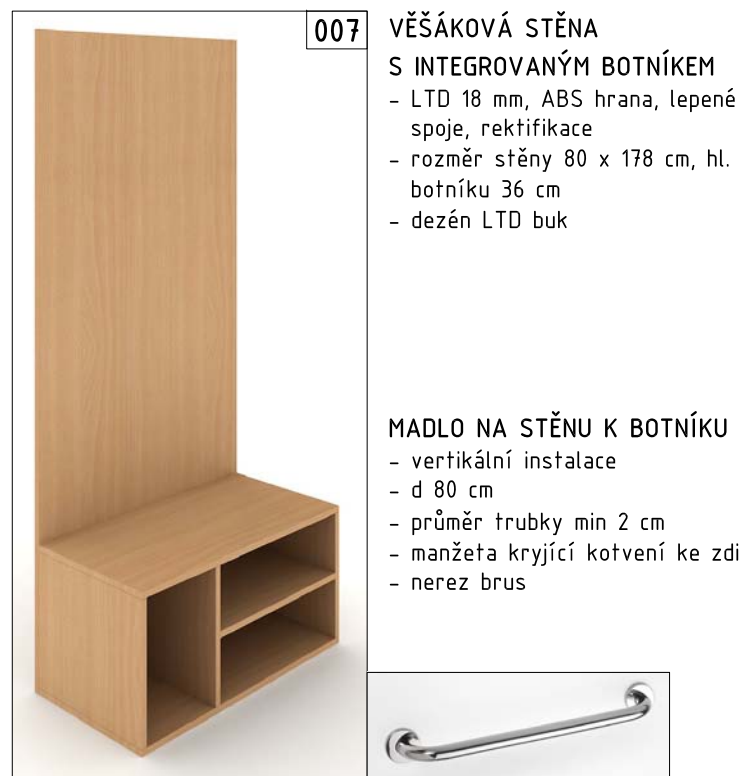 007
VĚŠÁKOVÁ STĚNA
S INTEGROVANÝM BOTNÍKEM
- LTD 18 mm, ABS hrana, lepené
spoje, rektifikace
- rozměr stěny 80 x 178 cm, hl.
botníku 36 cm
- dezén LTD buk
MADLO NA STĚNU K BOTNÍKU
- vertikální instalace
- d 80 cm
- průměr trubky min 2 cm
- manžeta kryjící kotvení ke zdi
- nerez brus